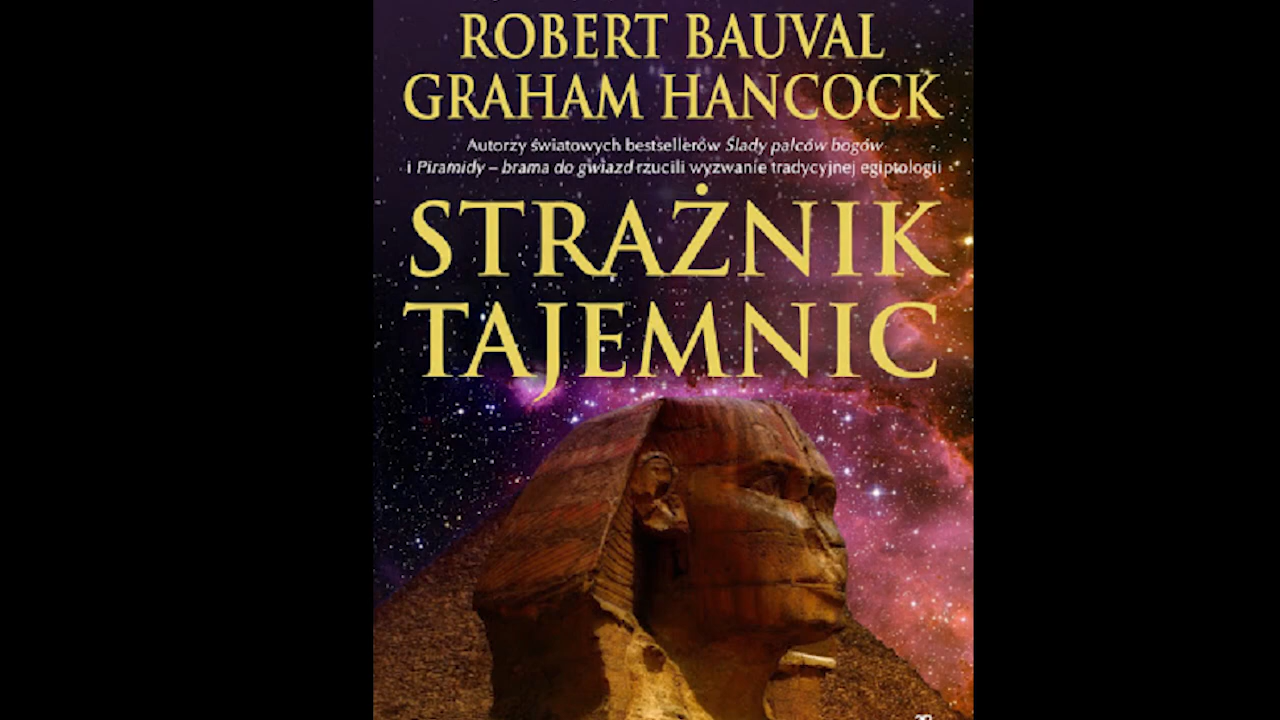 ROBERT BAUVAL
GRAHAM HANCOCK
Autorzy światowych bestsellerów Ślady palców bogów
i Piramidy – brama do gwiazd rzucili wyzwanie tradycyjnej egiptologii
STRAŻNIK
TAJEMNIC